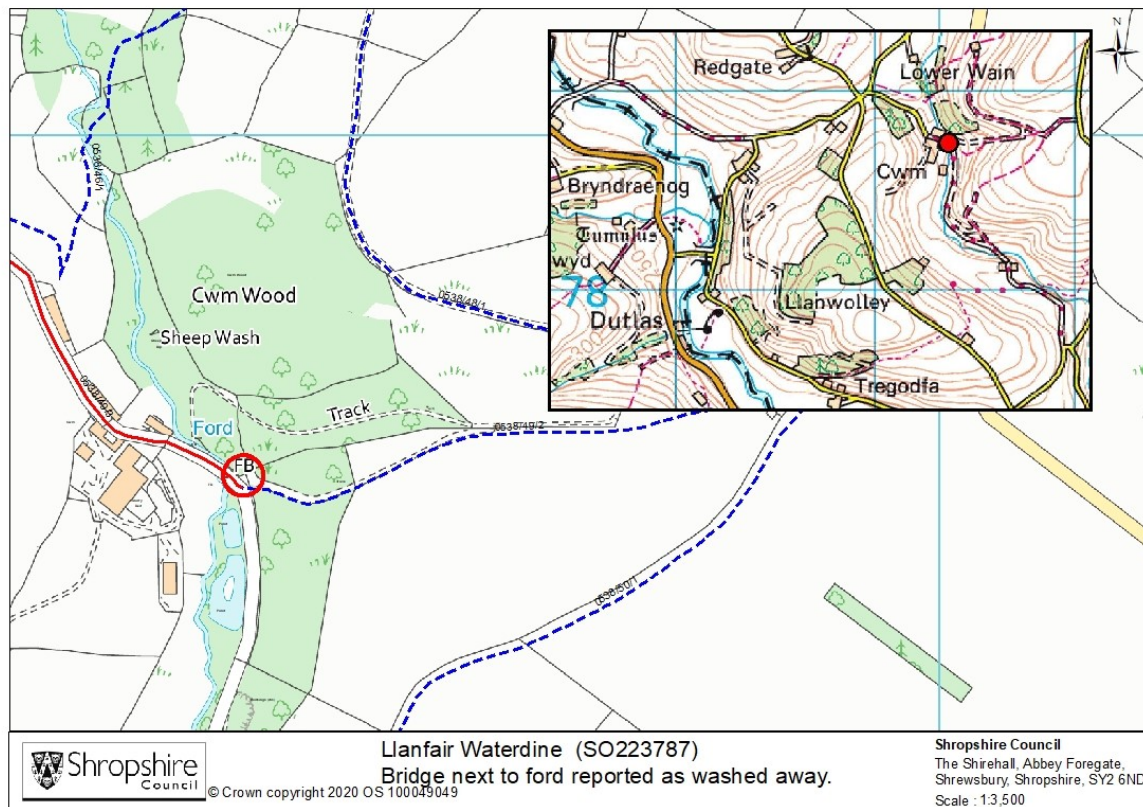 N
0538/46/1
Redgate
Lower Wain
Bryndraenog
Cwm
Tumulus
wyd
78
Llanwolley
Dutlas
Tregodfa
0538/48/1
Cwm Wood
Sheep Wash
Track
Ford
0538/49/2
FB
0538/50/1
Shropshire
Council
© Crown copyright 2020 OS 100049049
Llanfair Waterdine (SO223787)
Bridge next to ford reported as washed away.
Shropshire Council
The Shirehall, Abbey Foregate,
Shrewsbury, Shropshire, SY2 6ND
Scale : 1:3,500